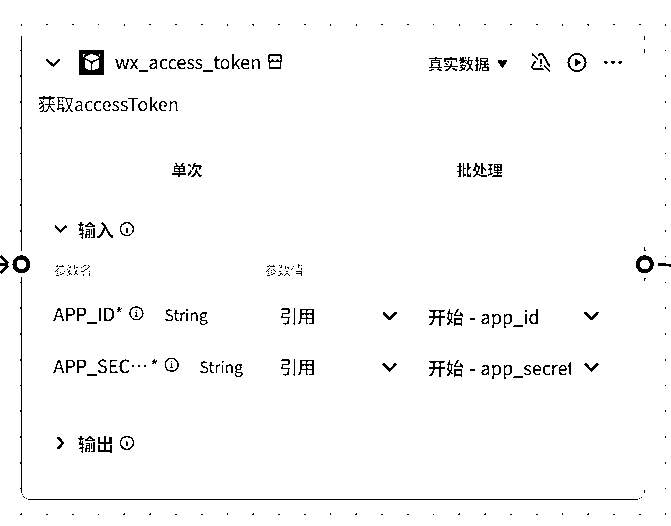 wx_access_token 真实数据
获取accessToken
单次 批处理
输入
参数名 参数值
APP_ID* String 引用 开始 - app_id
APP_SEC...* String 引用 开始 - app_secret
输出